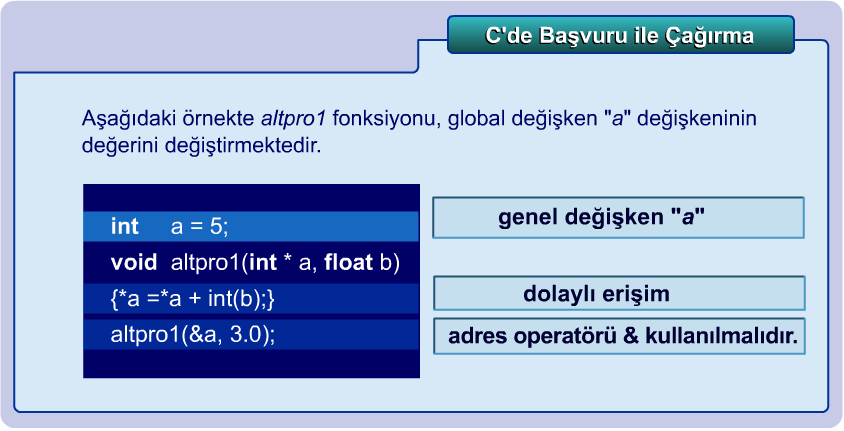 C'de Başvuru ile Çağırma
Aşağıdaki örnekte altpro1 fonksiyonu, global değişken "a" değişkeninin
değerini değiştirmektedir.
int a = 5;
genel değişken "a"
void altpro1(int * a, float b)
{*a =*a + int(b);}
dolaylı erişim
altpro1(&a, 3.0);
adres operatörü & kullanılmalıdır.